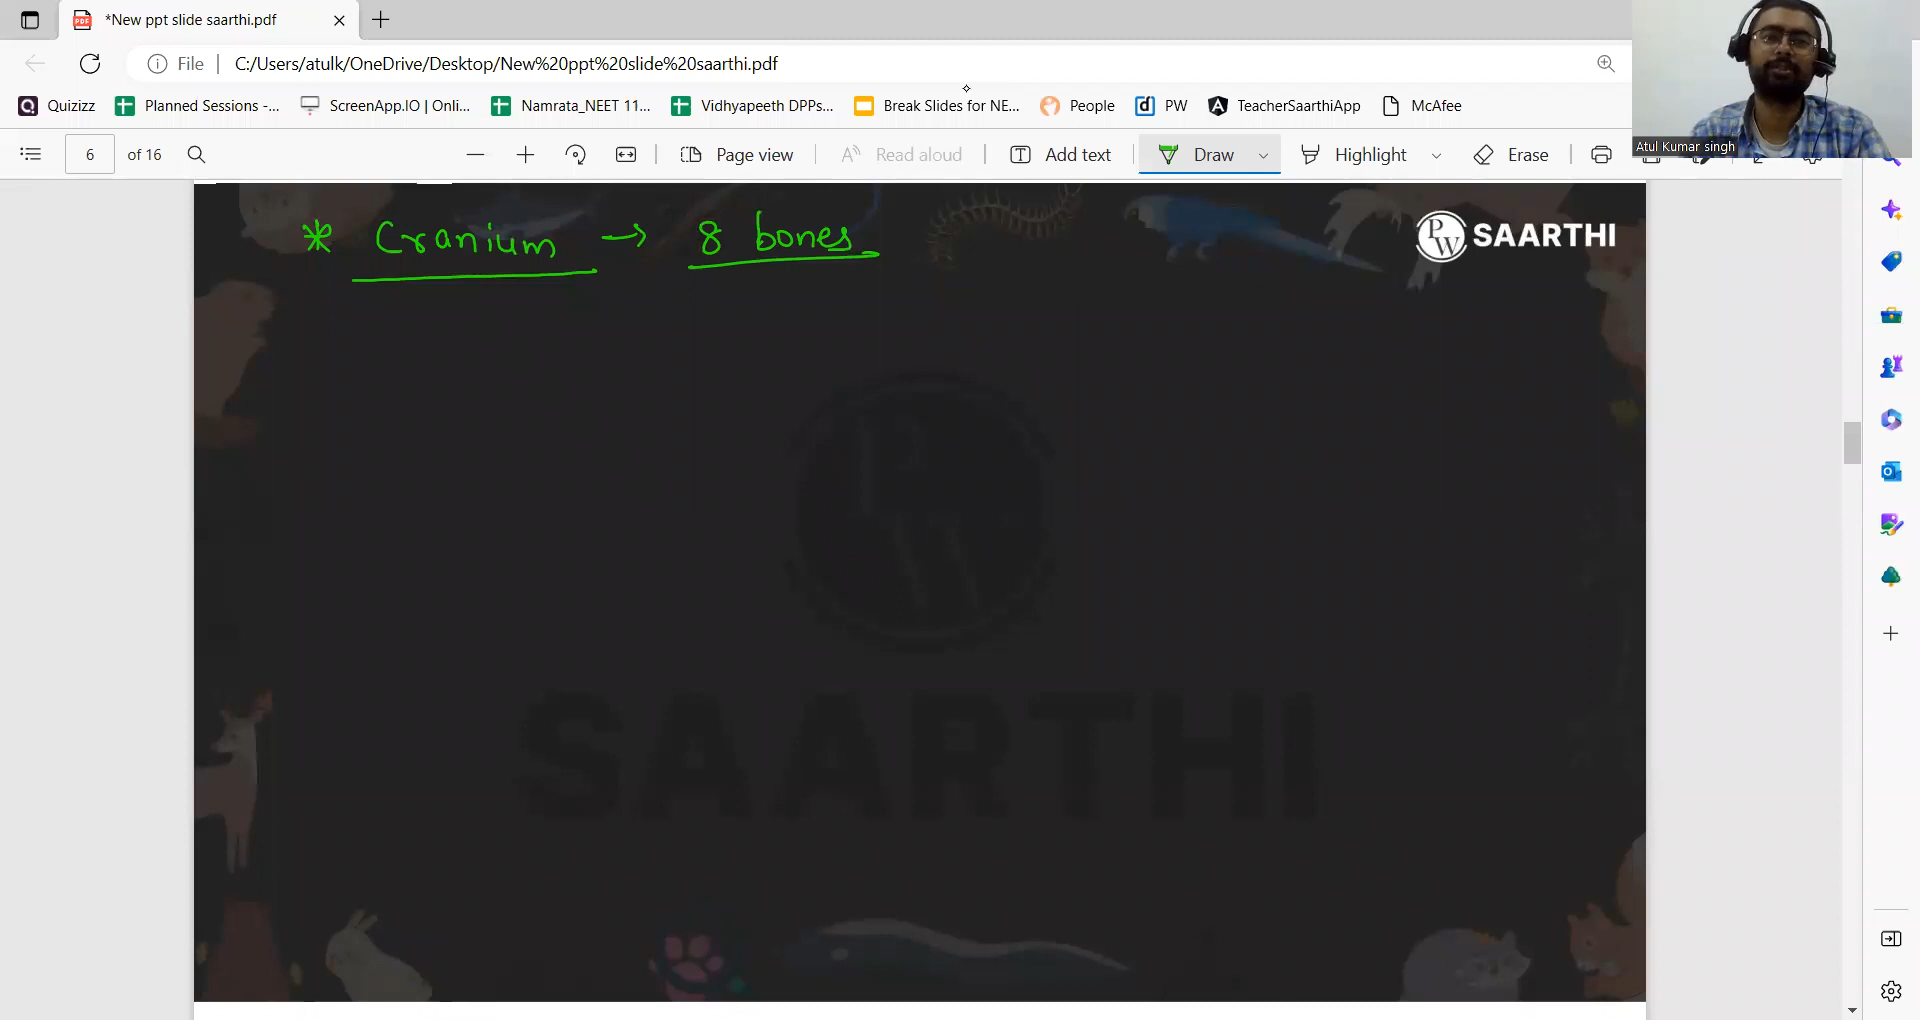 *New ppt slide saarthi.pdf
File C:/Users/atulk/OneDrive/Desktop/New%20ppt%20slide%20saarthi.pdf
Quizizz Planned Sessions -... ScreenApp.IO | Onli... Namrata_NEET 11... Vidhyapeeth DPPs... Break Slides for NE... People PW TeacherSaarthiApp McAfee
Atul Kumar singh
6 of 16 Page view Read aloud Add text Draw Highlight Erase
* Cranium → 8 bones
PW SAARTHI
PW
SAARTHI